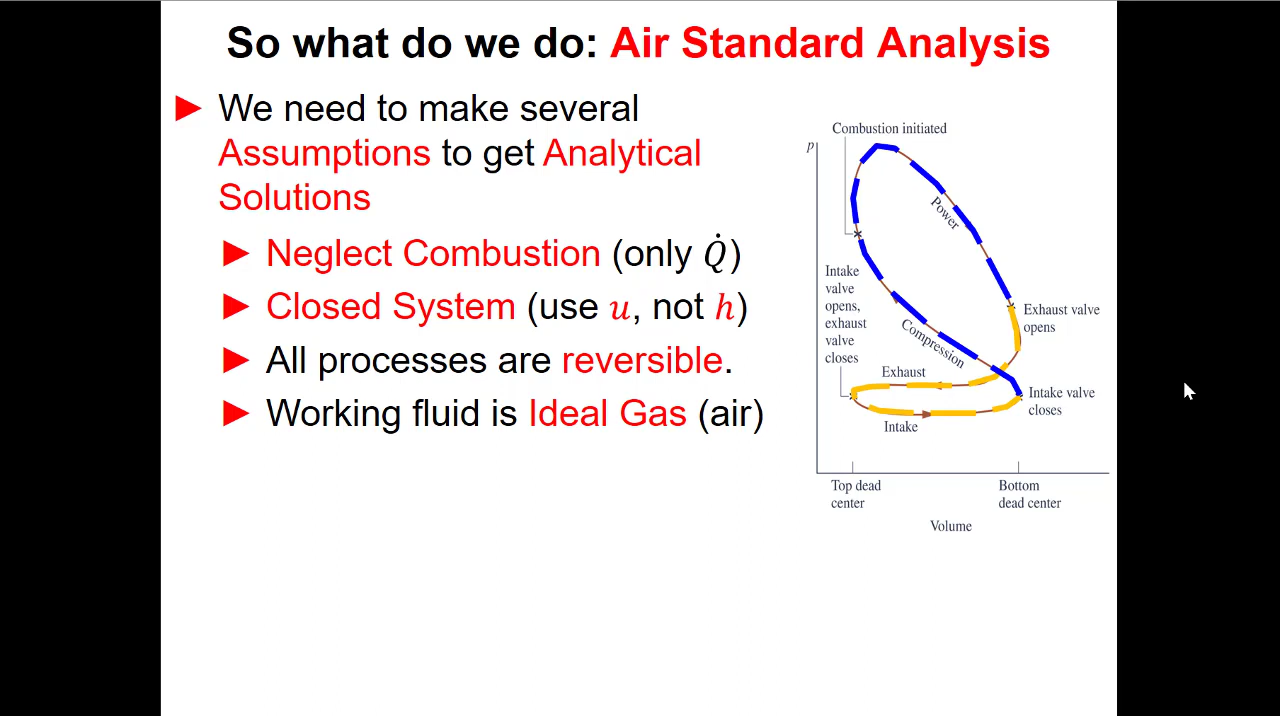 So what do we do: Air Standard Analysis
► We need to make several
Assumptions to get Analytical
Solutions
► Neglect Combustion (only Q̇)
► Closed System (use u, not h)
► All processes are reversible.
► Working fluid is Ideal Gas (air)
Combustion initiated
p
Power
Intake
valve
opens,
exhaust
valve
closes
Compression
Exhaust valve
opens
Exhaust
Intake valve
closes
Intake
Top dead
center
Bottom
dead center
Volume